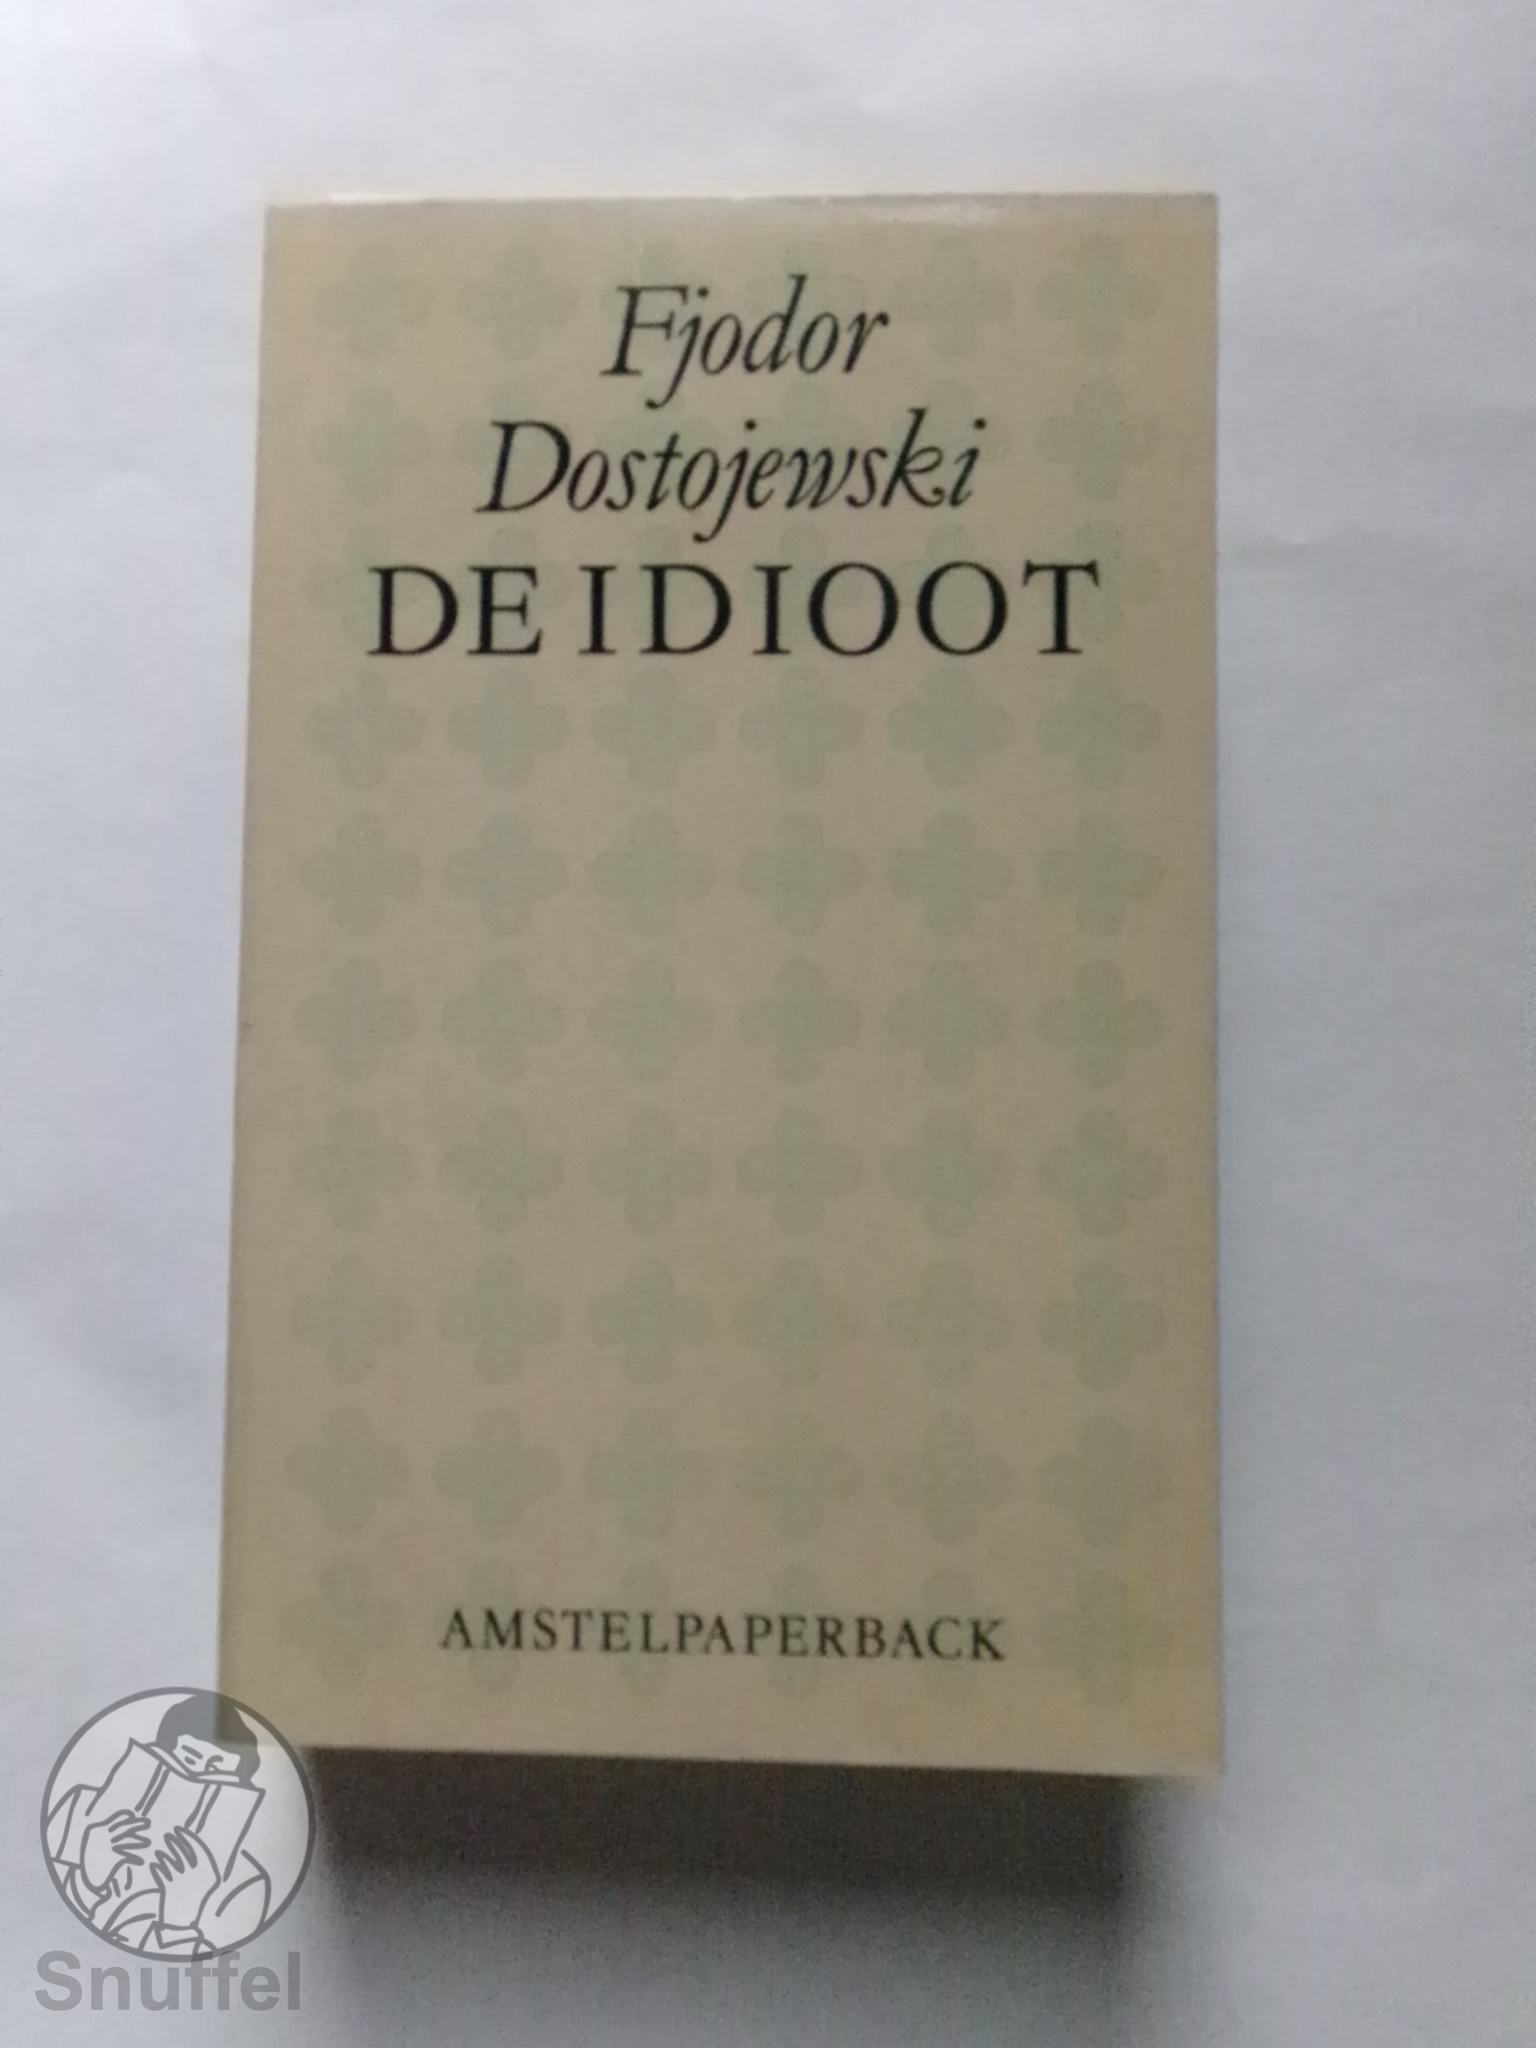 Fjodor
Dostojewski
DE IDIOOT
AMSTELPAPERBACK
Snuffel